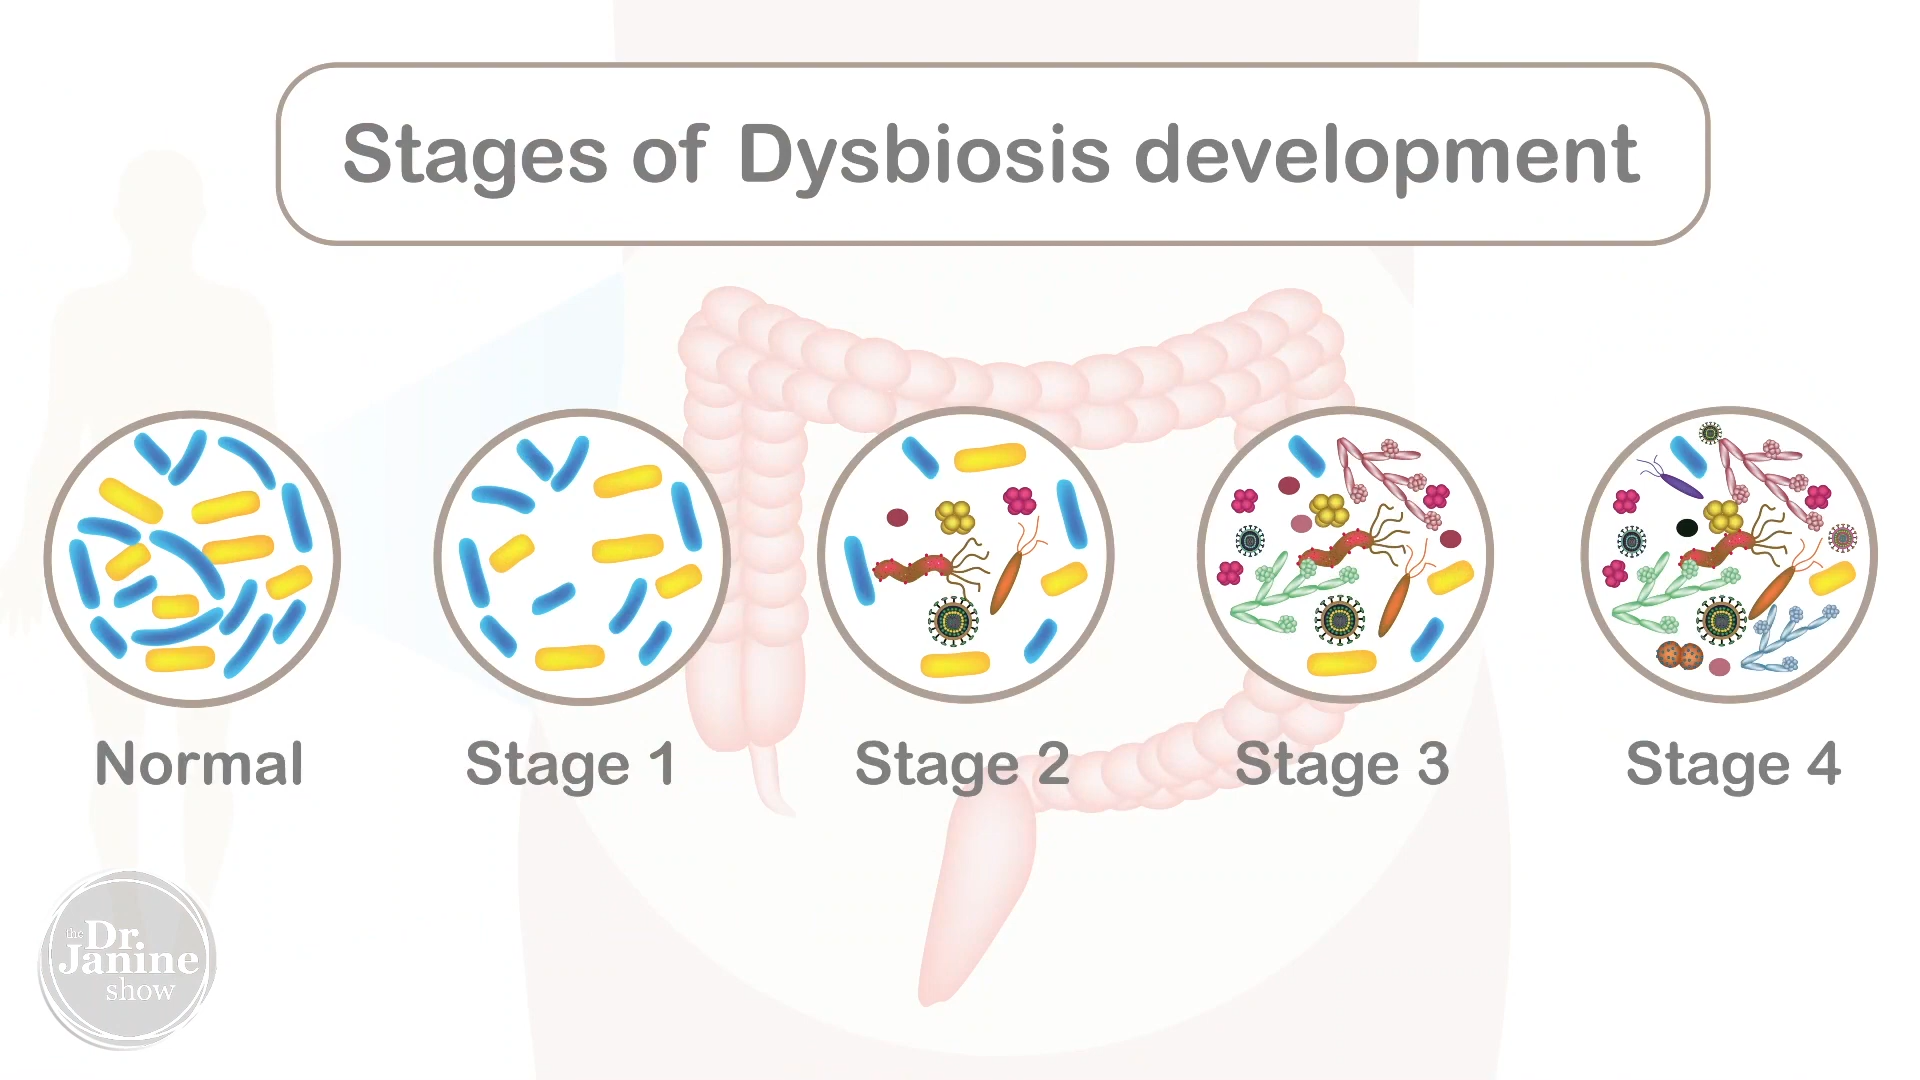 Stages of Dysbiosis development
Normal
Stage 1
Stage 2
Stage 3
Stage 4
the Dr.
Janine
show